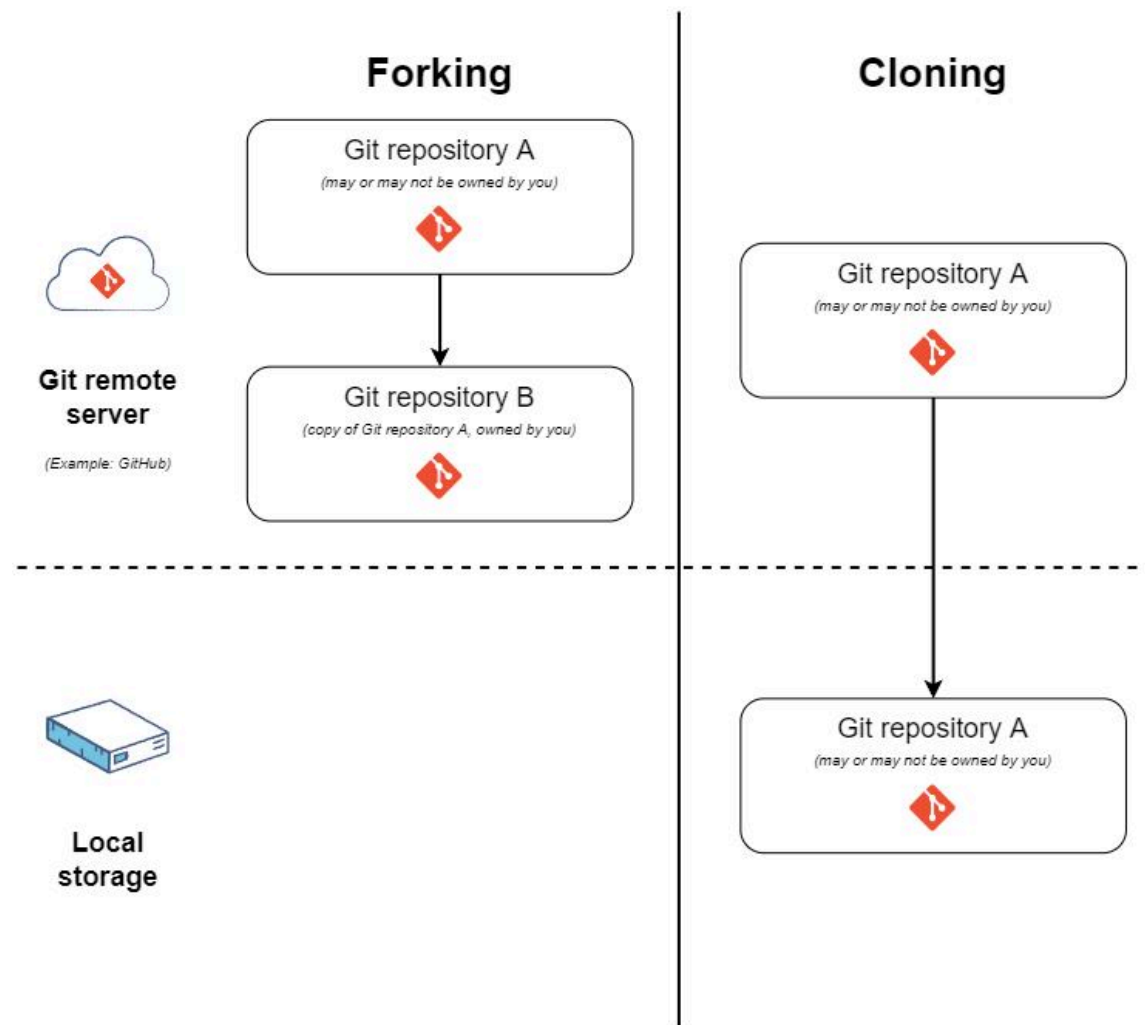 Forking
Cloning
Git repository A
(may or may not be owned by you)
Git repository A
(may or may not be owned by you)
Git remote
server
(Example: GitHub)
Git repository B
(copy of Git repository A, owned by you)
Local
storage
Git repository A
(may or may not be owned by you)